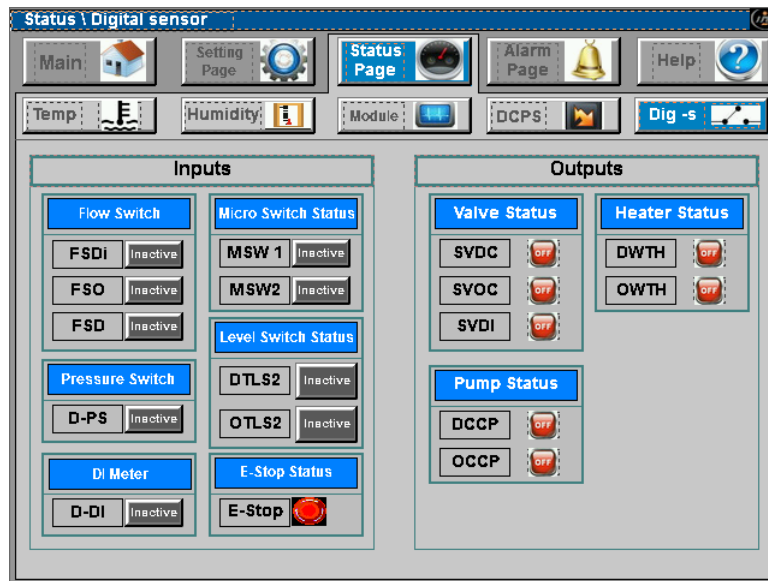 Status \ Digital sensor
Main
Setting
Page
Status
Page
Alarm
Page
Help
Temp
Humidity
Module
DCPS
Dig -s
Inputs
Flow Switch
FSDi Inactive
FSO Inactive
FSD Inactive
Pressure Switch
D-PS Inactive
DI Meter
D-DI Inactive
Micro Switch Status
MSW 1 Inactive
MSW2 Inactive
Level Switch Status
DTLS2 Inactive
OTLS2 Inactive
E-Stop Status
E-Stop
Outputs
Valve Status
SVDC OFF
SVOC OFF
SVDI OFF
Pump Status
DCCP OFF
OCCP OFF
Heater Status
DWTH OFF
OWTH OFF